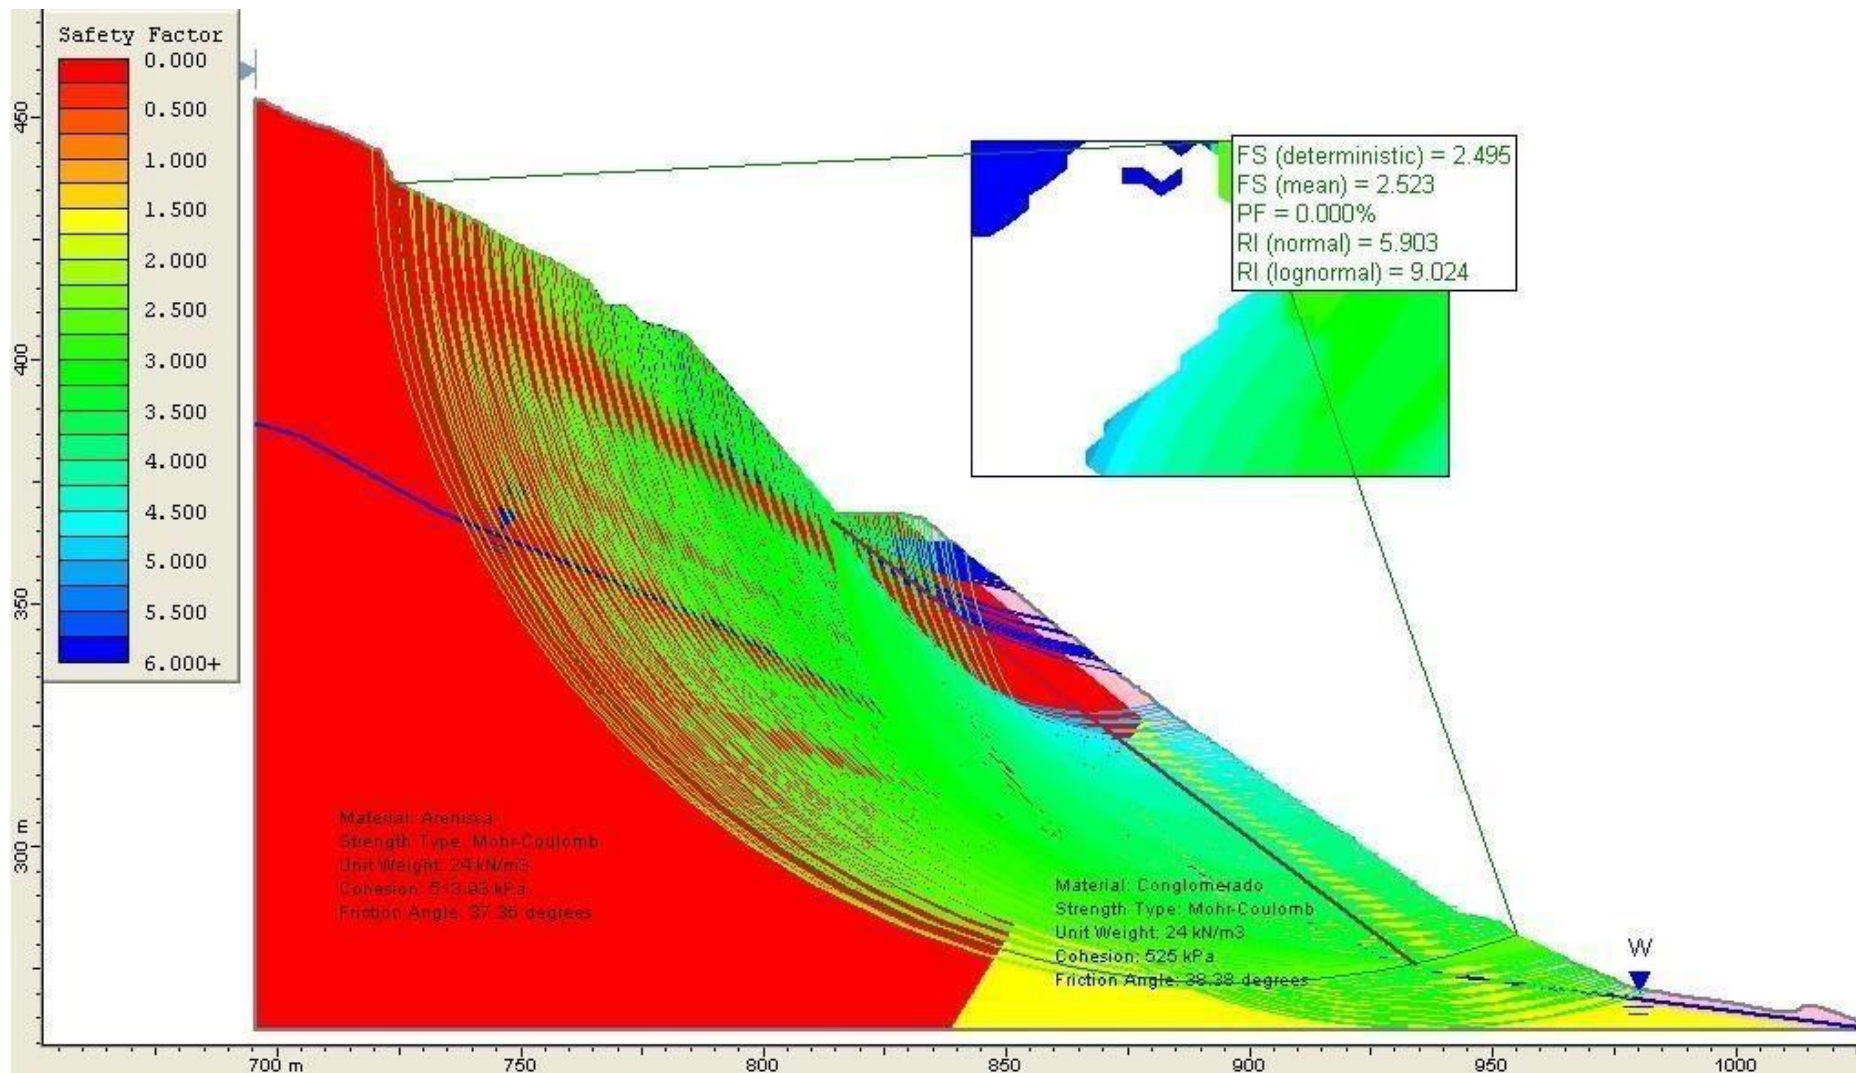 Safety Factor
0.000
0.500
1.000
1.500
2.000
2.500
3.000
3.500
4.000
4.500
5.000
5.500
6.000+
FS (deterministic) = 2.495
FS (mean) = 2.523
PF = 0.000%
RI (normal) = 5.903
RI (lognormal) = 9.024
450
400
350
300 m
Material: Arenisca
Strength Type: Mohr-Coulomb
Unit Weight: 24 kN/m3
Cohesion: 513.93 kPa
Friction Angle: 37.36 degrees
Material: Conglomerado
Strength Type: Mohr-Coulomb
Unit Weight: 24 kN/m3
Cohesion: 525 kPa
Friction Angle: 38.38 degrees
W
700 m
750
800
850
900
950
1000